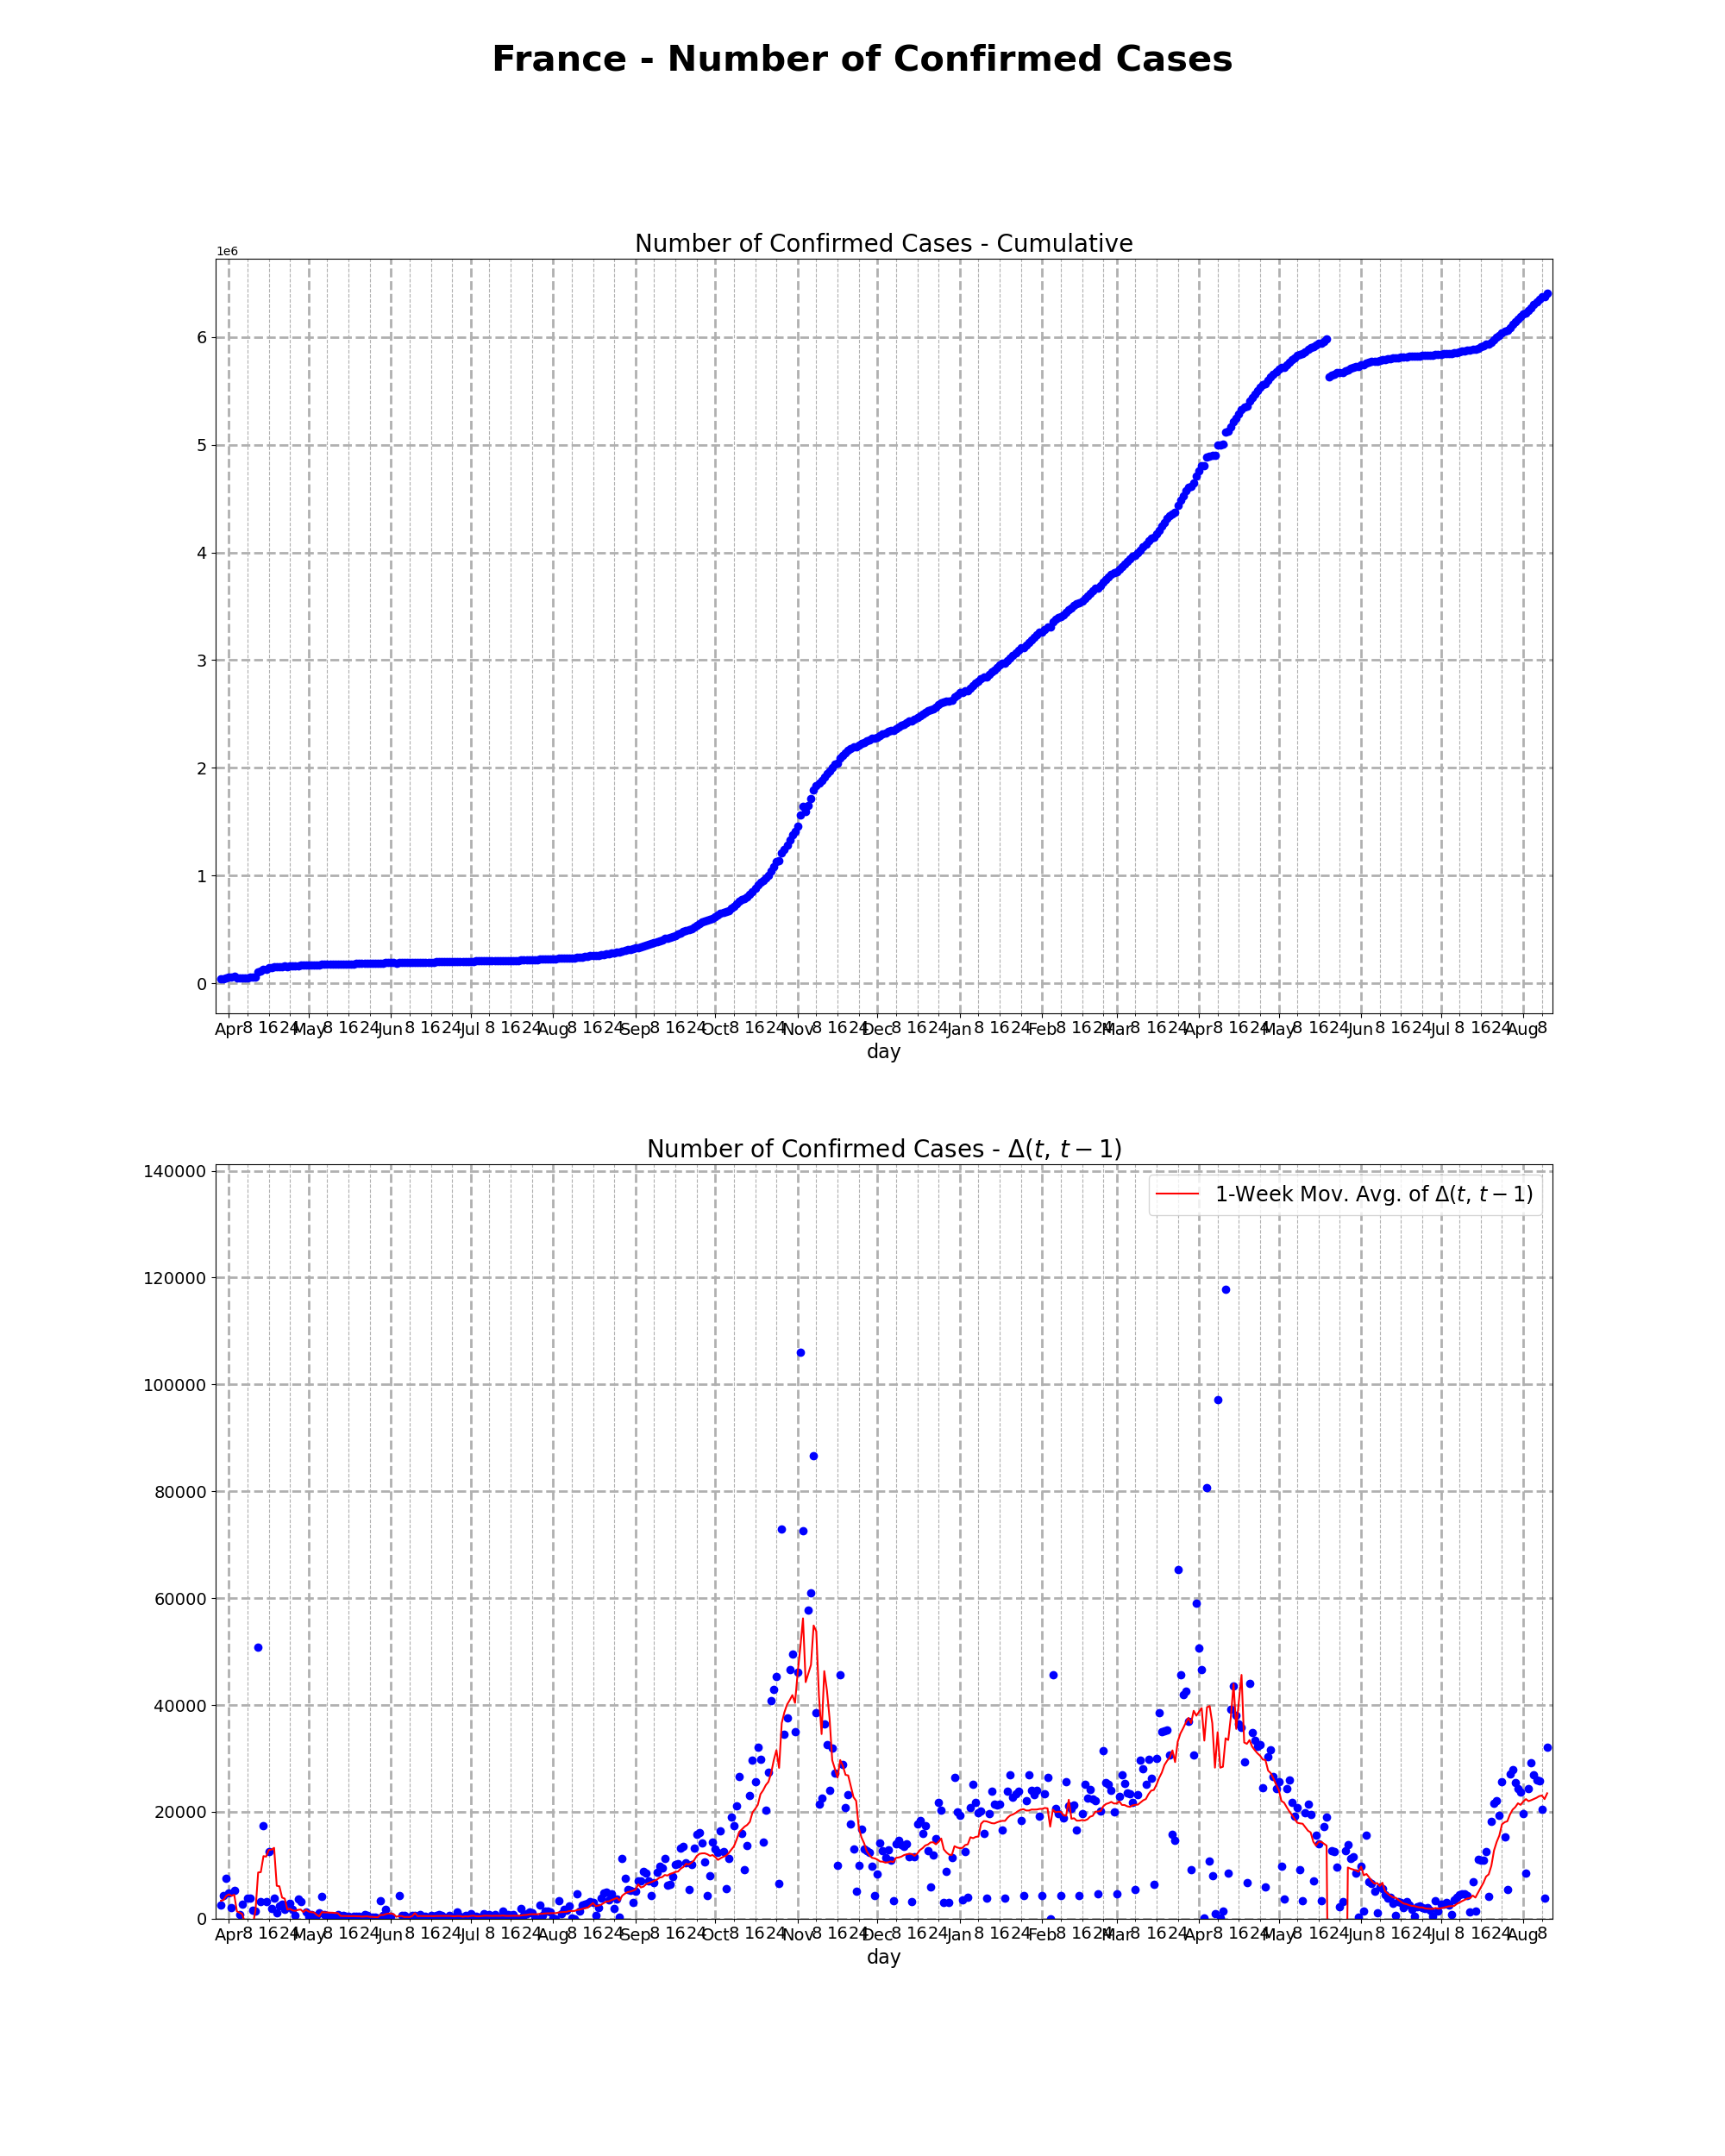 France - Number of Confirmed Cases
Number of Confirmed Cases - Cumulative
1e6
6
5
4
3
2
1
0
Apr 8 16 24 May 8 16 24 Jun 8 16 24 Jul 8 16 24 Aug 8 16 24 Sep 8 16 24 Oct 8 16 24 Nov 8 16 24 Dec 8 16 24 Jan 8 16 24 Feb 8 16 24 Mar 8 16 24 Apr 8 16 24 May 8 16 24 Jun 8 16 24 Jul 8 16 24 Aug 8
day
Number of Confirmed Cases - Δ(t, t − 1)
1-Week Mov. Avg. of Δ(t, t − 1)
140000
120000
100000
80000
60000
40000
20000
0
Apr 8 16 24 May 8 16 24 Jun 8 16 24 Jul 8 16 24 Aug 8 16 24 Sep 8 16 24 Oct 8 16 24 Nov 8 16 24 Dec 8 16 24 Jan 8 16 24 Feb 8 16 24 Mar 8 16 24 Apr 8 16 24 May 8 16 24 Jun 8 16 24 Jul 8 16 24 Aug 8
day